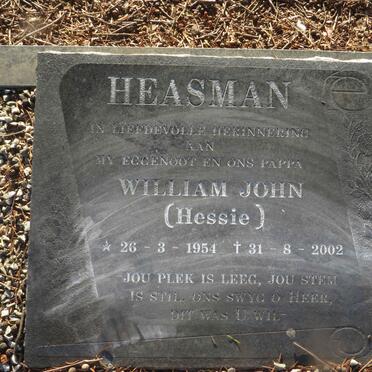 HEASMAN
IN LIEFDEVOLLE HERINNERING
AAN
MY EGGENOOT EN ONS PAPPA
WILLIAM JOHN
(Hessie)
☆ 26 - 3 - 1954 † 31 - 8 - 2002
JOU PLEK IS LEEG, JOU STEM
IS STIL, ONS SWYG O HEER,
DIT WAS U WIL